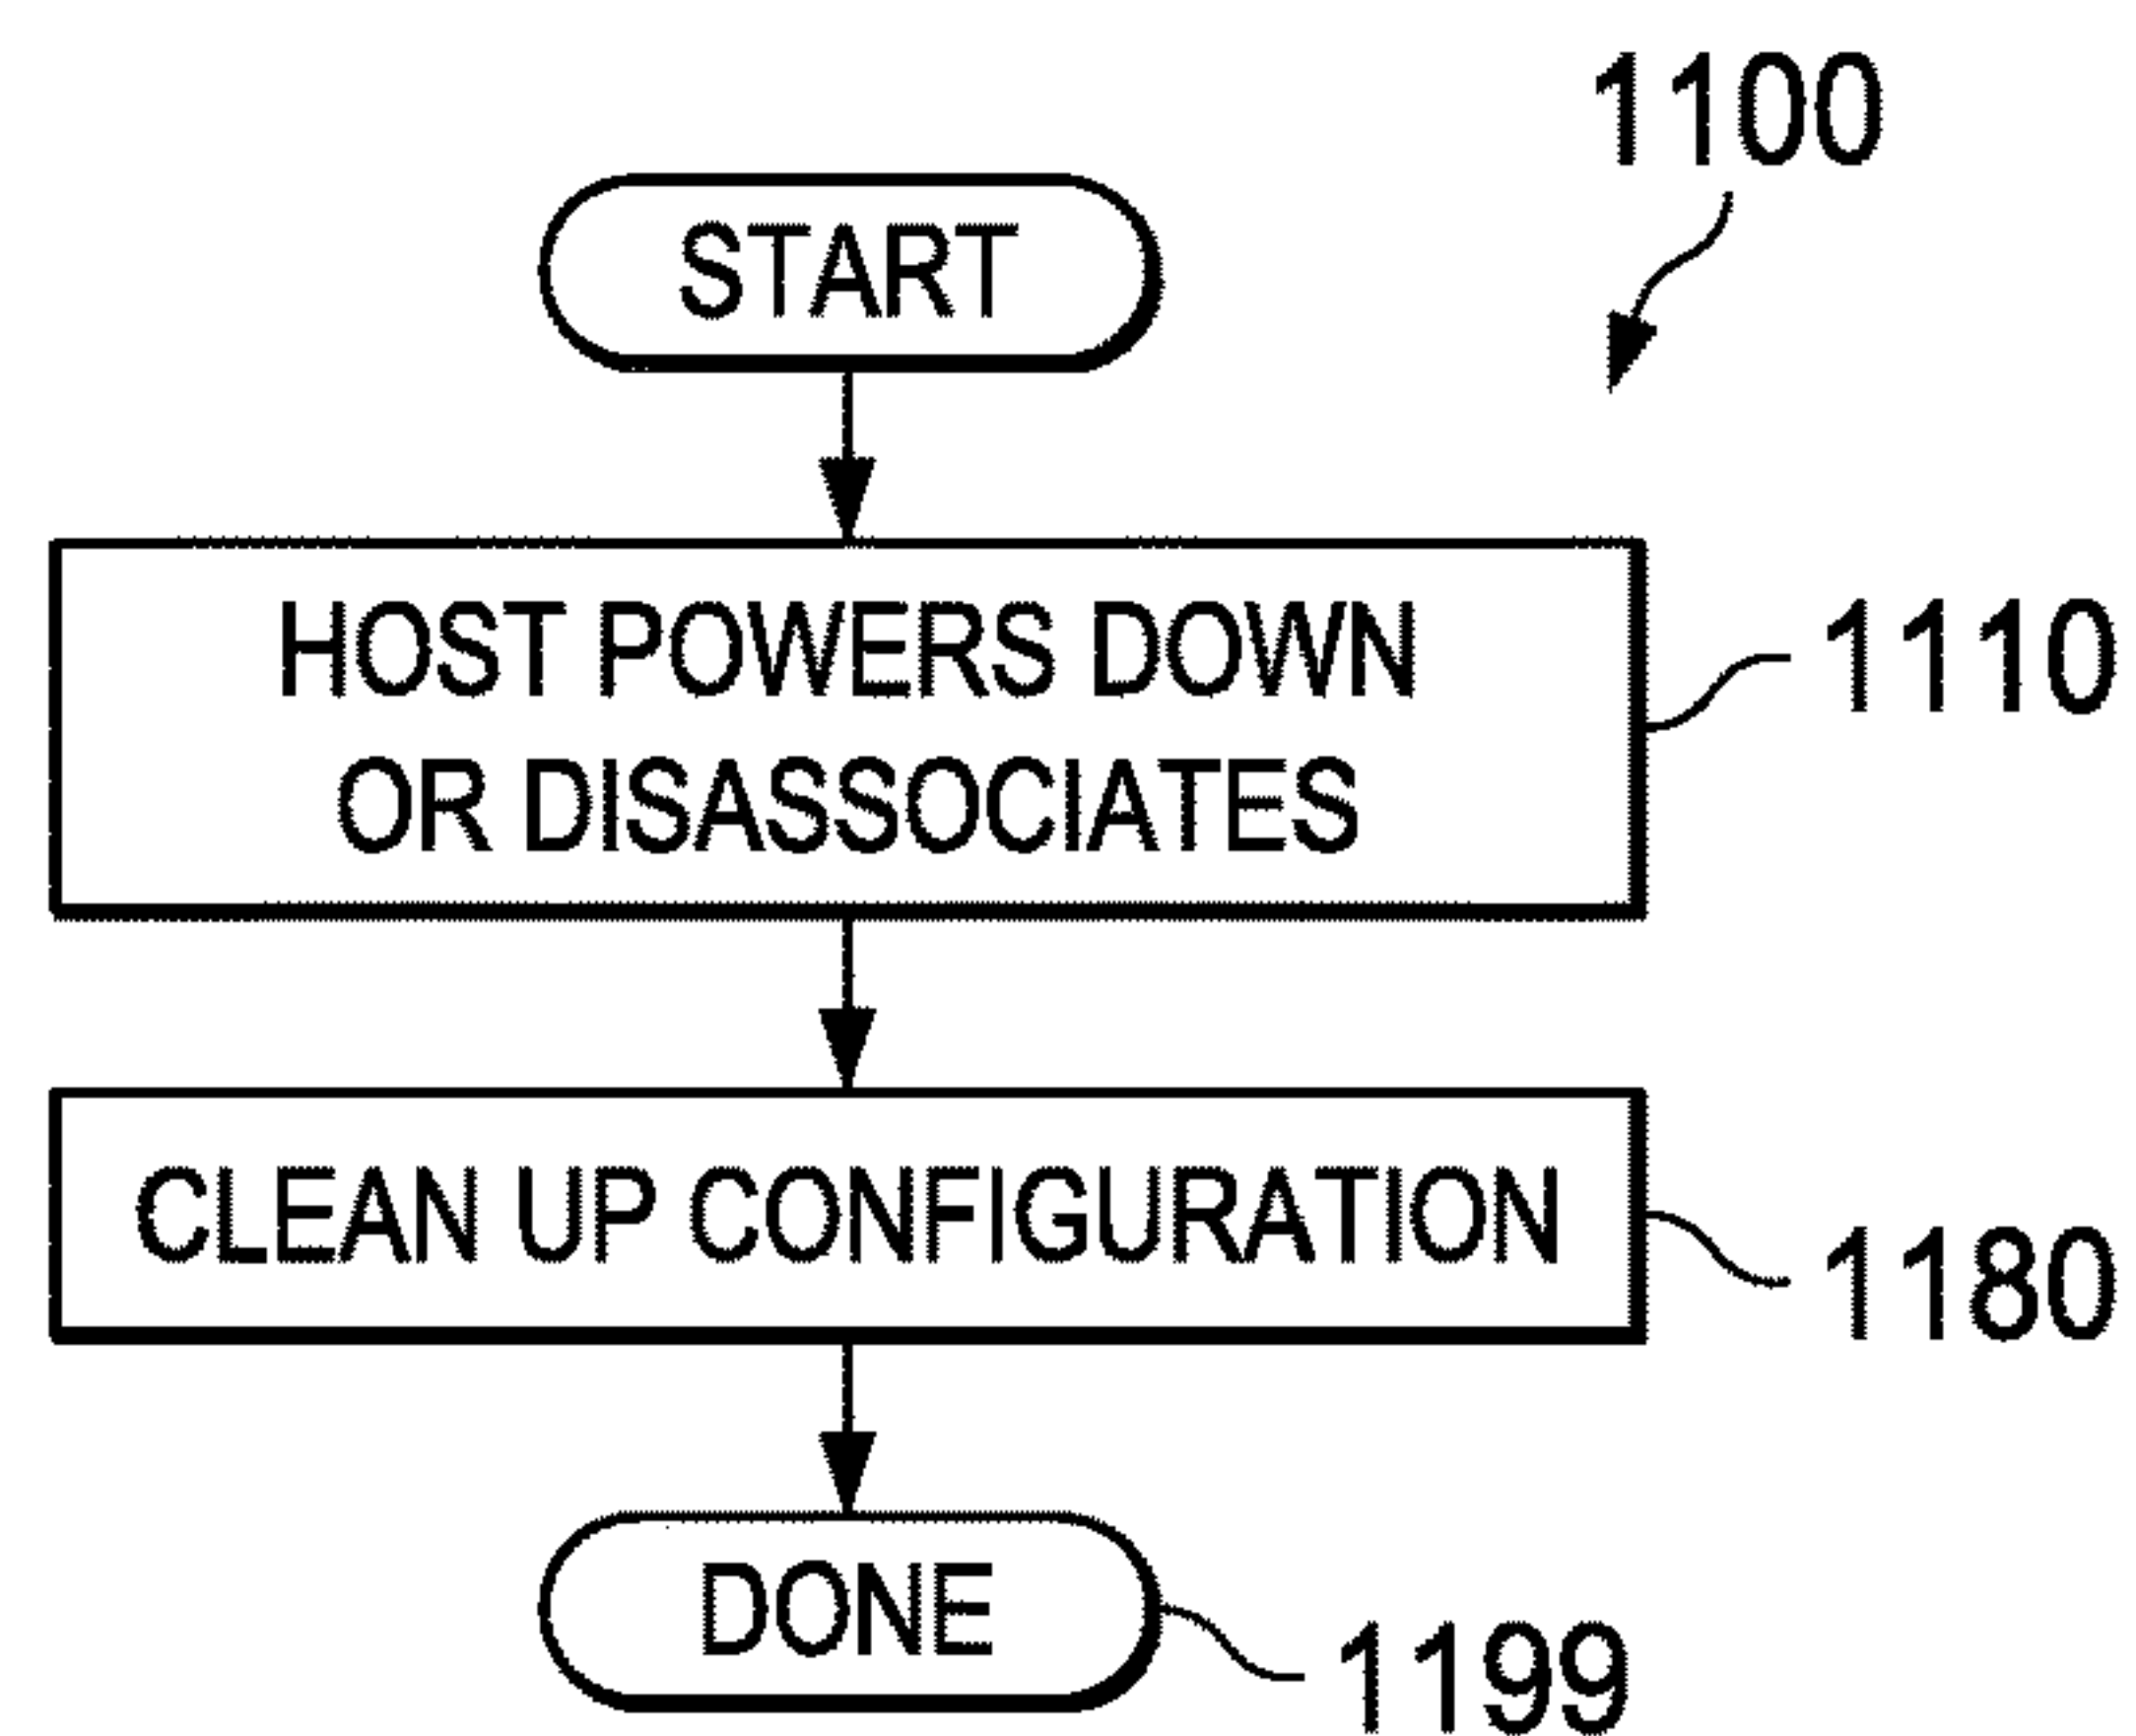 1100
START
HOST POWERS DOWN
OR DISASSOCIATES
1110
CLEAN UP CONFIGURATION
1180
DONE
1199